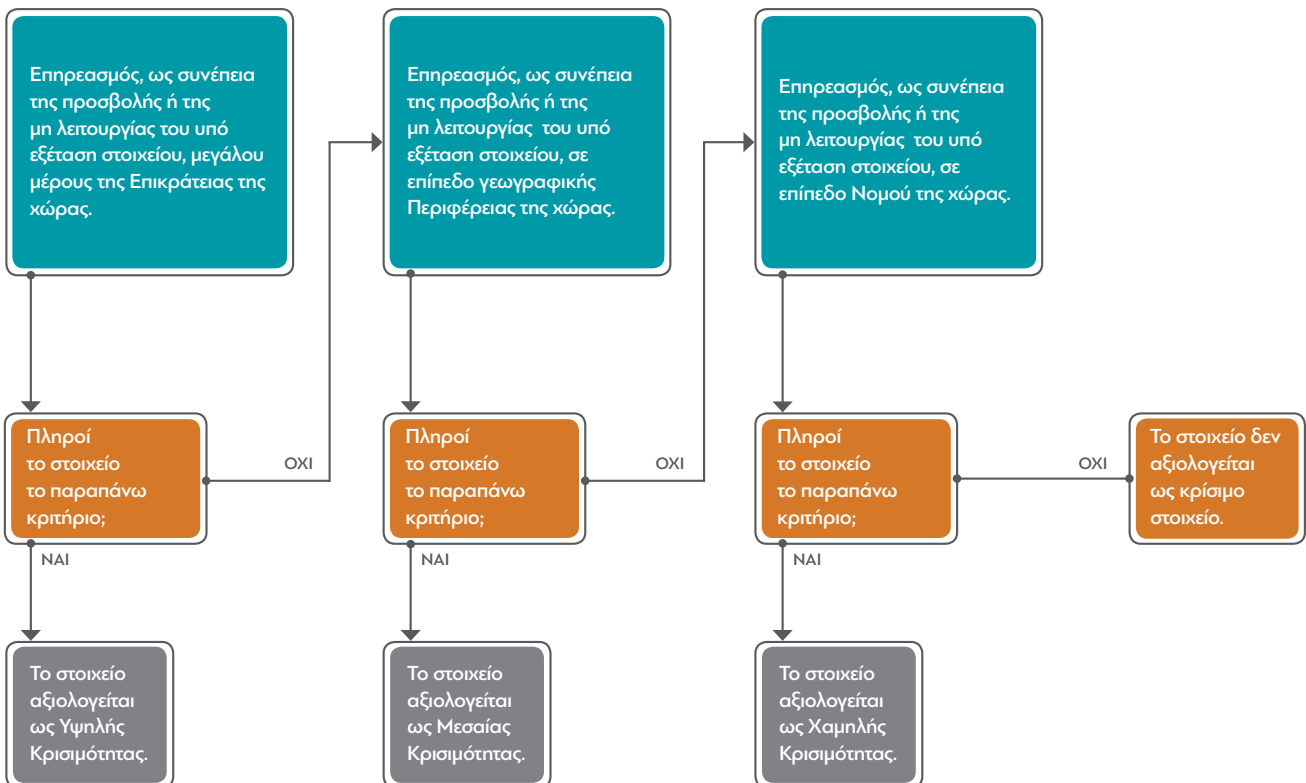 Επηρεασμός, ως συνέπεια
της προσβολής ή της
μη λειτουργίας του υπό
εξέταση στοιχείου, μεγάλου
μέρους της Επικράτειας της
χώρας.
Επηρεασμός, ως συνέπεια
της προσβολής ή της
μη λειτουργίας του υπό
εξέταση στοιχείου, σε
επίπεδο γεωγραφικής
Περιφέρειας της χώρας.
Επηρεασμός, ως συνέπεια
της προσβολής ή της
μη λειτουργίας του υπό
εξέταση στοιχείου, σε
επίπεδο Νομού της χώρας.
Πληροί
το στοιχείο
το παραπάνω
κριτήριο;
ΟΧΙ
Πληροί
το στοιχείο
το παραπάνω
κριτήριο;
ΟΧΙ
Πληροί
το στοιχείο
το παραπάνω
κριτήριο;
ΟΧΙ
Το στοιχείο δεν
αξιολογείται
ως κρίσιμο
στοιχείο.
ΝΑΙ
ΝΑΙ
ΝΑΙ
Το στοιχείο
αξιολογείται
ως Υψηλής
Κρισιμότητας.
Το στοιχείο
αξιολογείται
ως Μεσαίας
Κρισιμότητας.
Το στοιχείο
αξιολογείται
ως Χαμηλής
Κρισιμότητας.